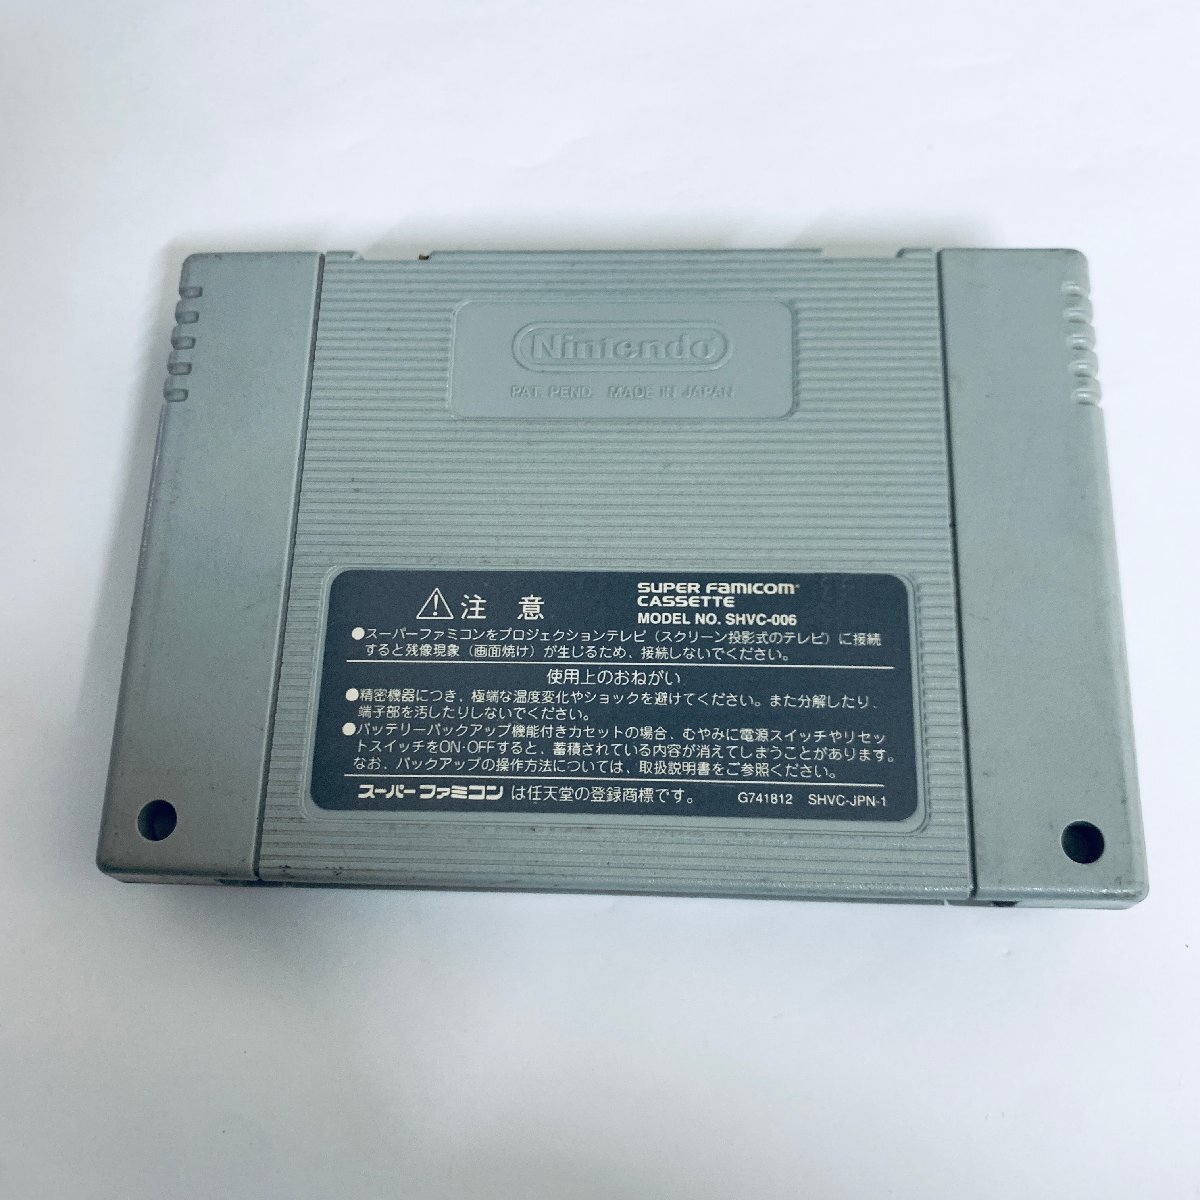 Nintendo
PAT. PEND. MADE IN JAPAN
注 意
SUPER FAMICOM
CASSETTE
MODEL NO. SHVC-006
●スーパーファミコンをプロジェクションテレビ（スクリーン投影式のテレビ）に接続
すると残像現象（画面焼け）が生じるため、接続しないでください。
使用上のおねがい
●精密機器につき、極端な温度変化やショックを避けてください。また分解したり、
端子部を汚したりしないでください。
●バッテリーバックアップ機能付きカセットの場合、むやみに電源スイッチやリセッ
トスイッチをON・OFFすると、蓄積されている内容が消えてしまうことがあります。
なお、バックアップの操作方法については、取扱説明書をご参照ください。
スーパーファミコン は任天堂の登録商標です。 G741812 SHVC-JPN-1